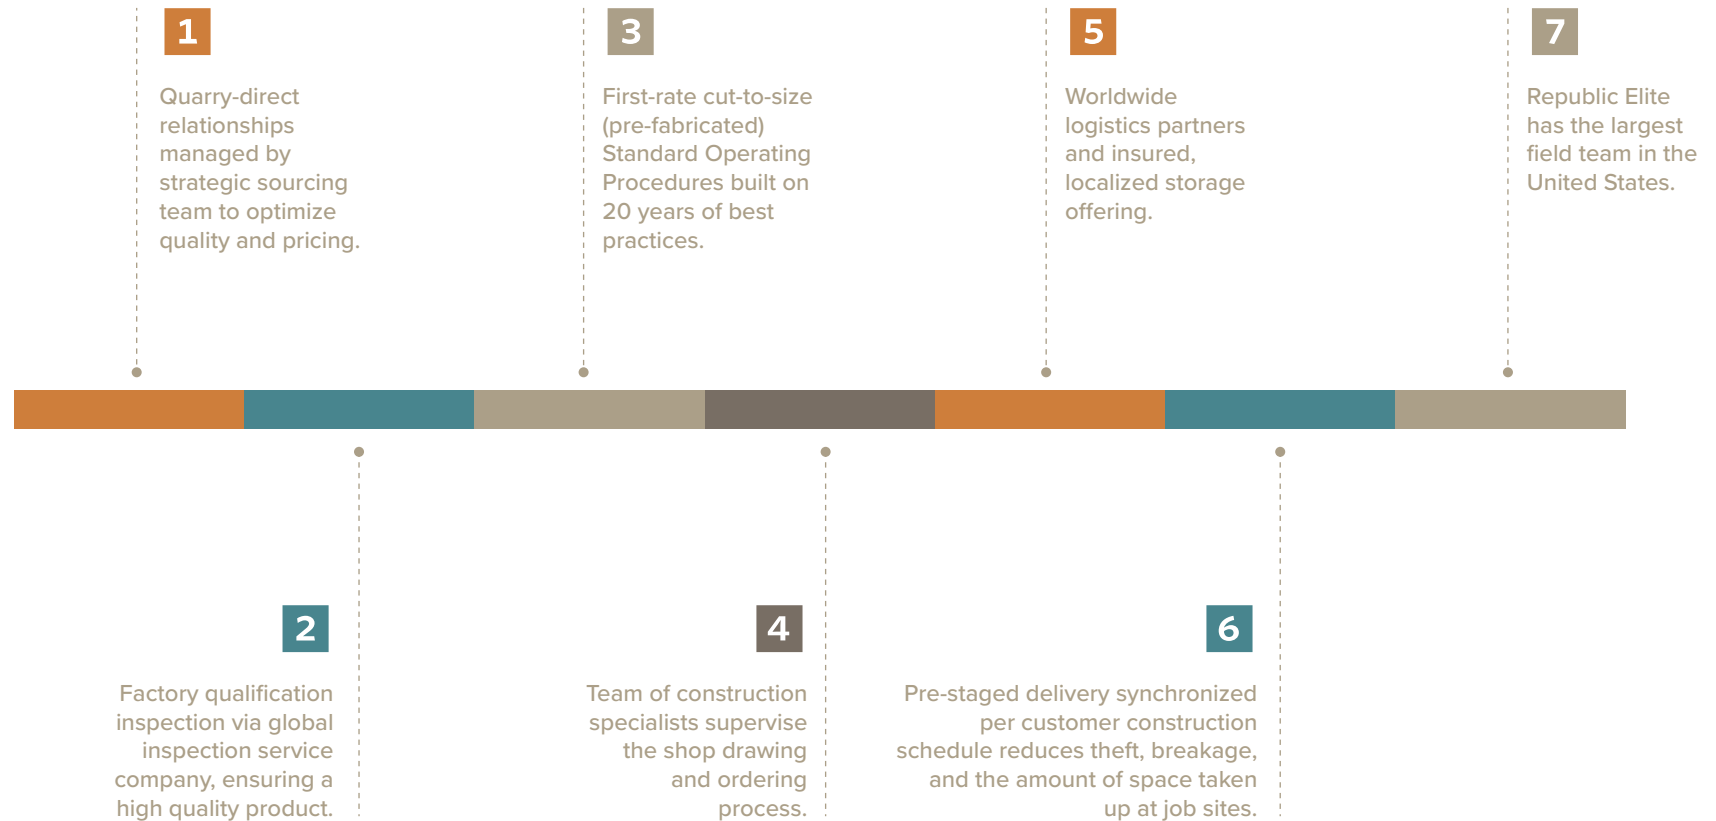 1
Quarry-direct
relationships
managed by
strategic sourcing
team to optimize
quality and pricing.
2
Factory qualification
inspection via global
inspection service
company, ensuring a
high quality product.
3
First-rate cut-to-size
(pre-fabricated)
Standard Operating
Procedures built on
20 years of best
practices.
4
Team of construction
specialists supervise
the shop drawing
and ordering
process.
5
Worldwide
logistics partners
and insured,
localized storage
offering.
6
Pre-staged delivery synchronized
per customer construction
schedule reduces theft, breakage,
and the amount of space taken
up at job sites.
7
Republic Elite
has the largest
field team in the
United States.